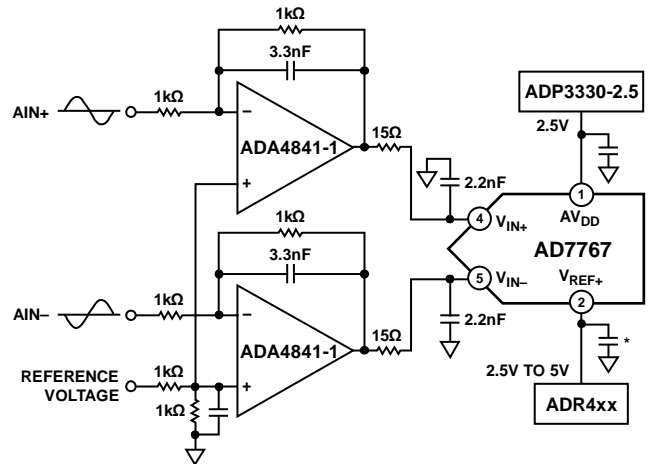 1kΩ
3.3nF
AIN+
1kΩ
−
+
ADA4841-1
15Ω
2.2nF
ADP3330-2.5
2.5V
1
AVDD
4
VIN+
AD7767
5
VIN−
VREF+
2
1kΩ
3.3nF
AIN−
1kΩ
−
+
ADA4841-1
15Ω
2.2nF
*
REFERENCE
VOLTAGE
1kΩ
1kΩ
2.5V TO 5V
ADR4xx